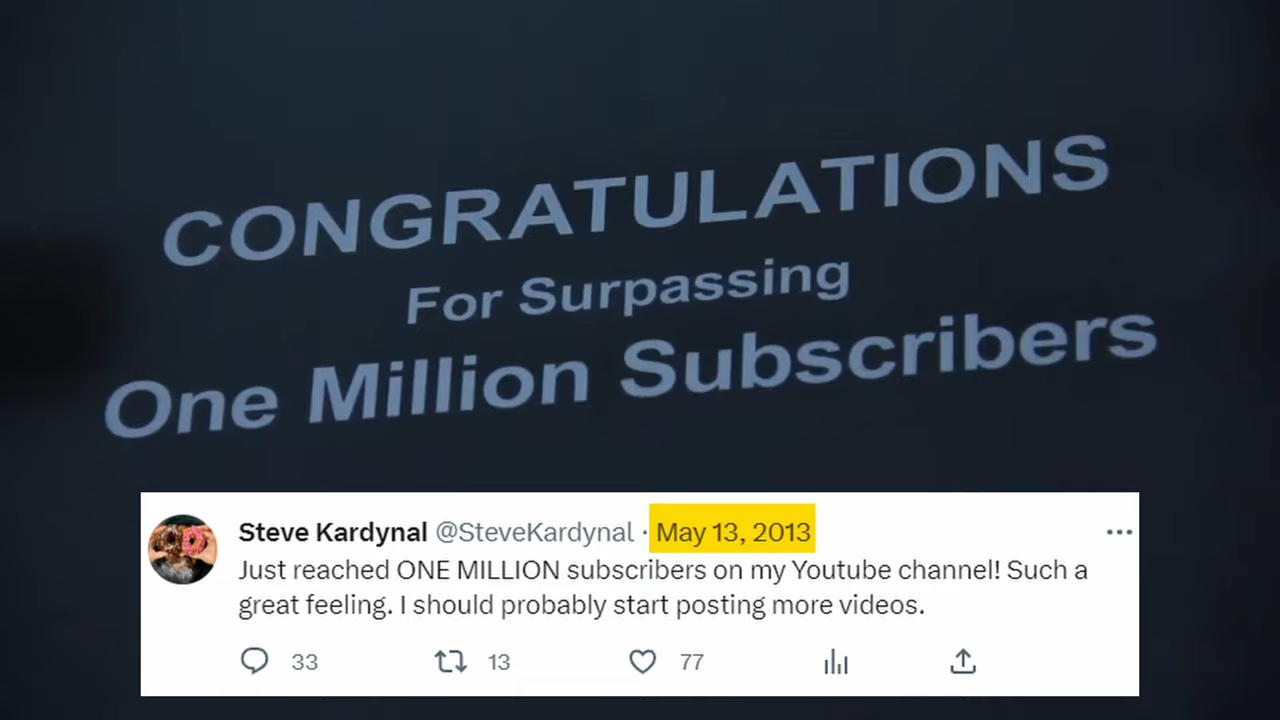 CONGRATULATIONS
For Surpassing
One Million Subscribers
Steve Kardynal @SteveKardynal · May 13, 2013
Just reached ONE MILLION subscribers on my Youtube channel! Such a
great feeling. I should probably start posting more videos.
33 13 77